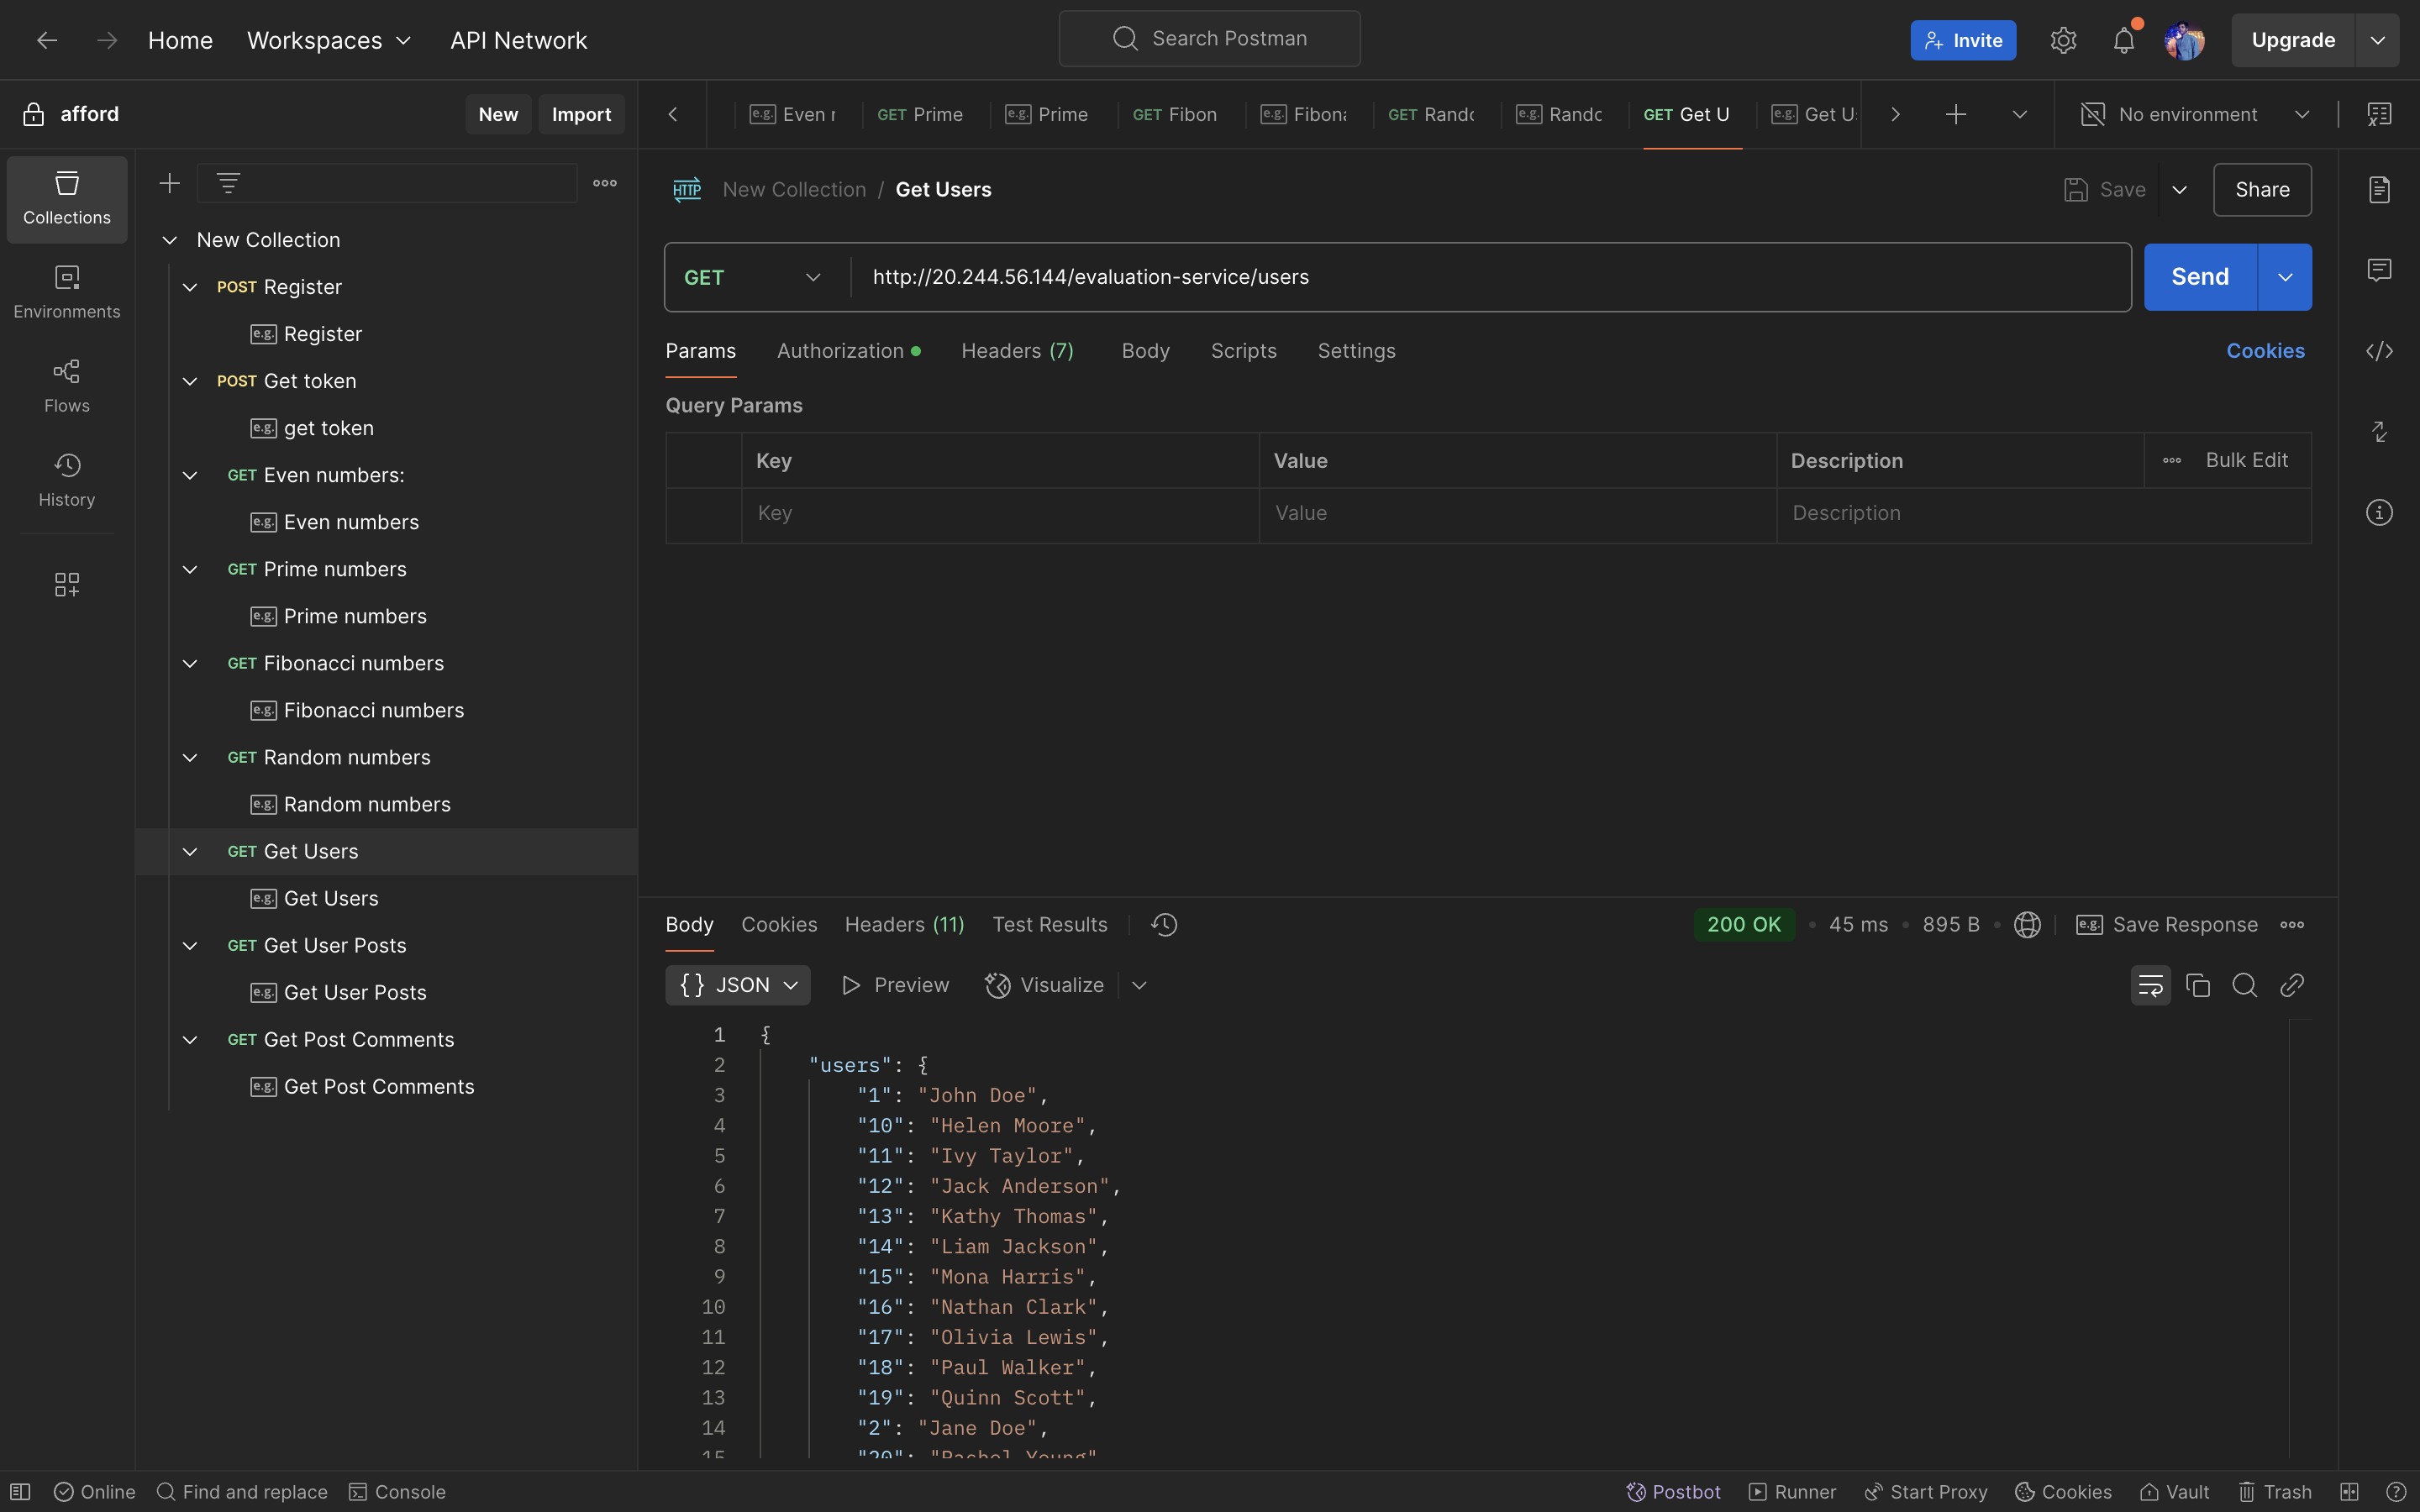 Home Workspaces API Network Search Postman Invite Upgrade
afford New Import
Even r GET Prime e.g. Prime GET Fibon e.g. Fibona GET Rando e.g. Rando GET Get U e.g. Get U No environment
Collections
Environments
Flows
History
New Collection
POST Register
e.g. Register
POST Get token
e.g. get token
GET Even numbers:
e.g. Even numbers
GET Prime numbers
e.g. Prime numbers
GET Fibonacci numbers
e.g. Fibonacci numbers
GET Random numbers
e.g. Random numbers
GET Get Users
e.g. Get Users
GET Get User Posts
e.g. Get User Posts
GET Get Post Comments
e.g. Get Post Comments
HTTP New Collection / Get Users Save Share
GET http://20.244.56.144/evaluation-service/users Send
Params Authorization Headers (7) Body Scripts Settings Cookies
Query Params
Key Value Description Bulk Edit
Key Value Description
Body Cookies Headers (11) Test Results 200 OK • 45 ms • 895 B • e.g. Save Response
{} JSON Preview Visualize
1 {
2 "users": {
3 "1": "John Doe",
4 "10": "Helen Moore",
5 "11": "Ivy Taylor",
6 "12": "Jack Anderson",
7 "13": "Kathy Thomas",
8 "14": "Liam Jackson",
9 "15": "Mona Harris",
10 "16": "Nathan Clark",
11 "17": "Olivia Lewis",
12 "18": "Paul Walker",
13 "19": "Quinn Scott",
14 "2": "Jane Doe",
15 "20": "Rachel Young"
Online Find and replace Console Postbot Runner Start Proxy Cookies Vault Trash